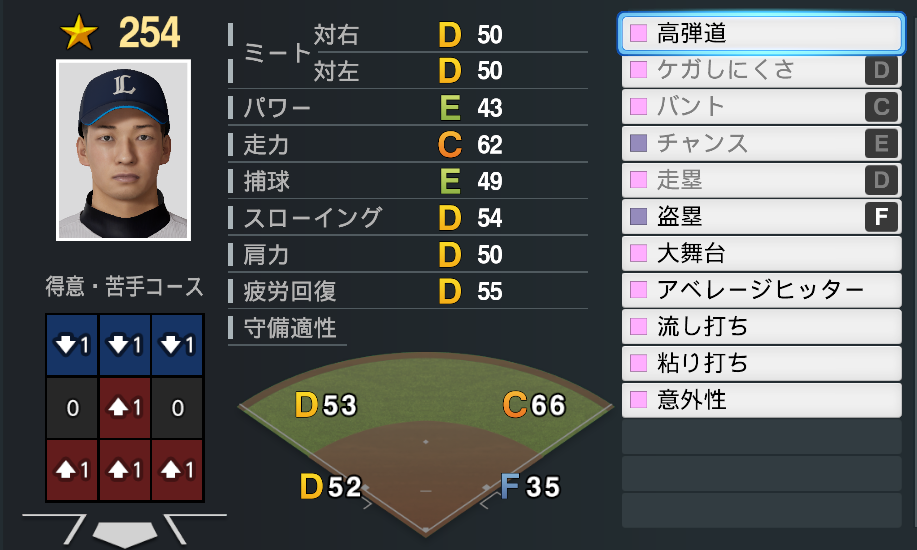 254
L
得意・苦手コース
1 1 1
0 1 0
1 1 1
ミート 対右 D 50
対左 D 50
パワー E 43
走力 C 62
捕球 E 49
スローイング D 54
肩力 D 50
疲労回復 D 55
守備適性
D53 C66
D52 F35
高弾道
ケガしにくさ D
バント C
チャンス E
走塁 D
盗塁 F
大舞台
アベレージヒッター
流し打ち
粘り打ち
意外性